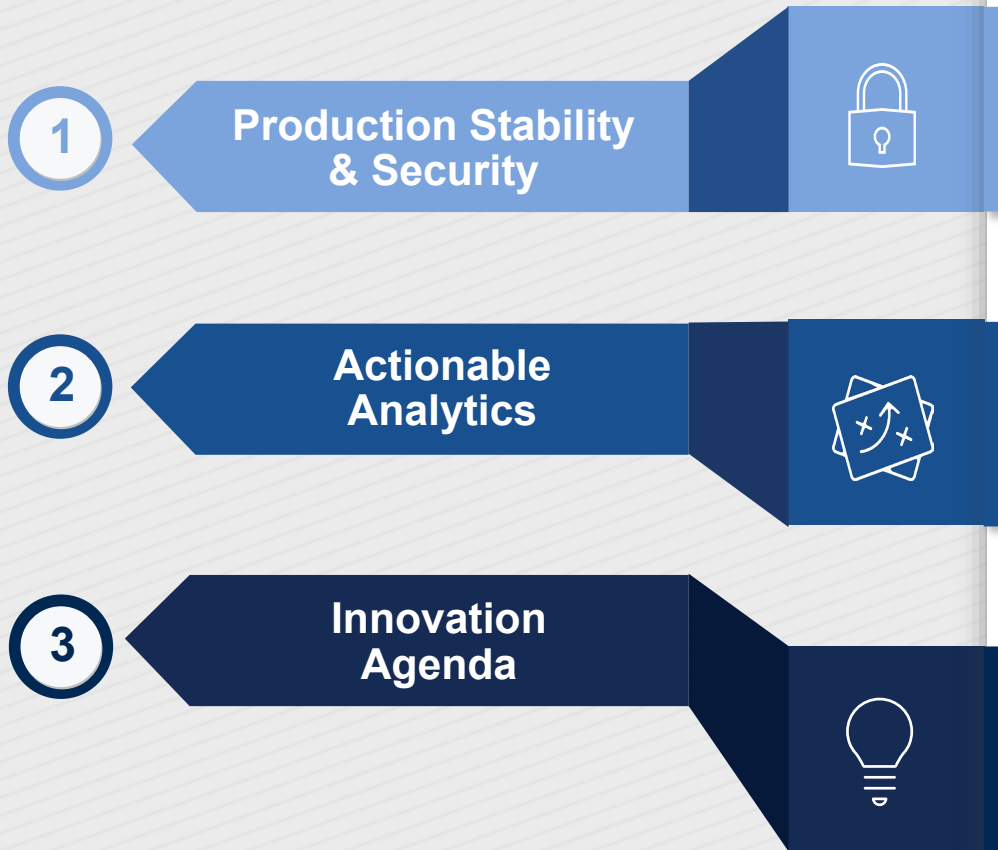 1
Production Stability
& Security
2
Actionable
Analytics
3
Innovation
Agenda